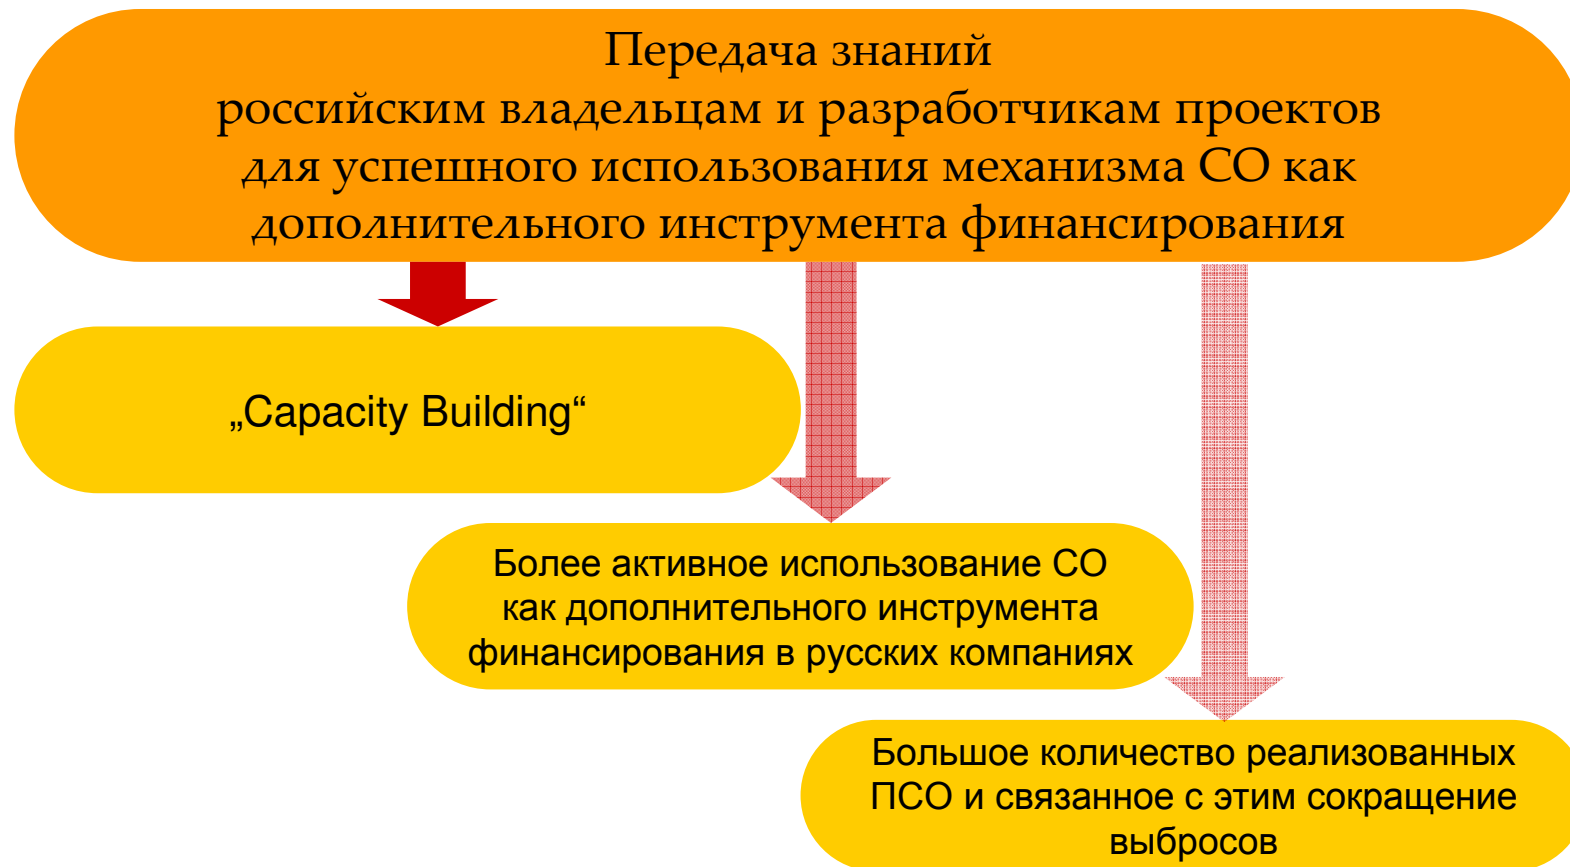 Передача знаний
российским владельцам и разработчикам проектов
для успешного использования механизма СО как
дополнительного инструмента финансирования
„Capacity Building“
Более активное использование СО
как дополнительного инструмента
финансирования в русских компаниях
Большое количество реализованных
ПСО и связанное с этим сокращение
выбросов